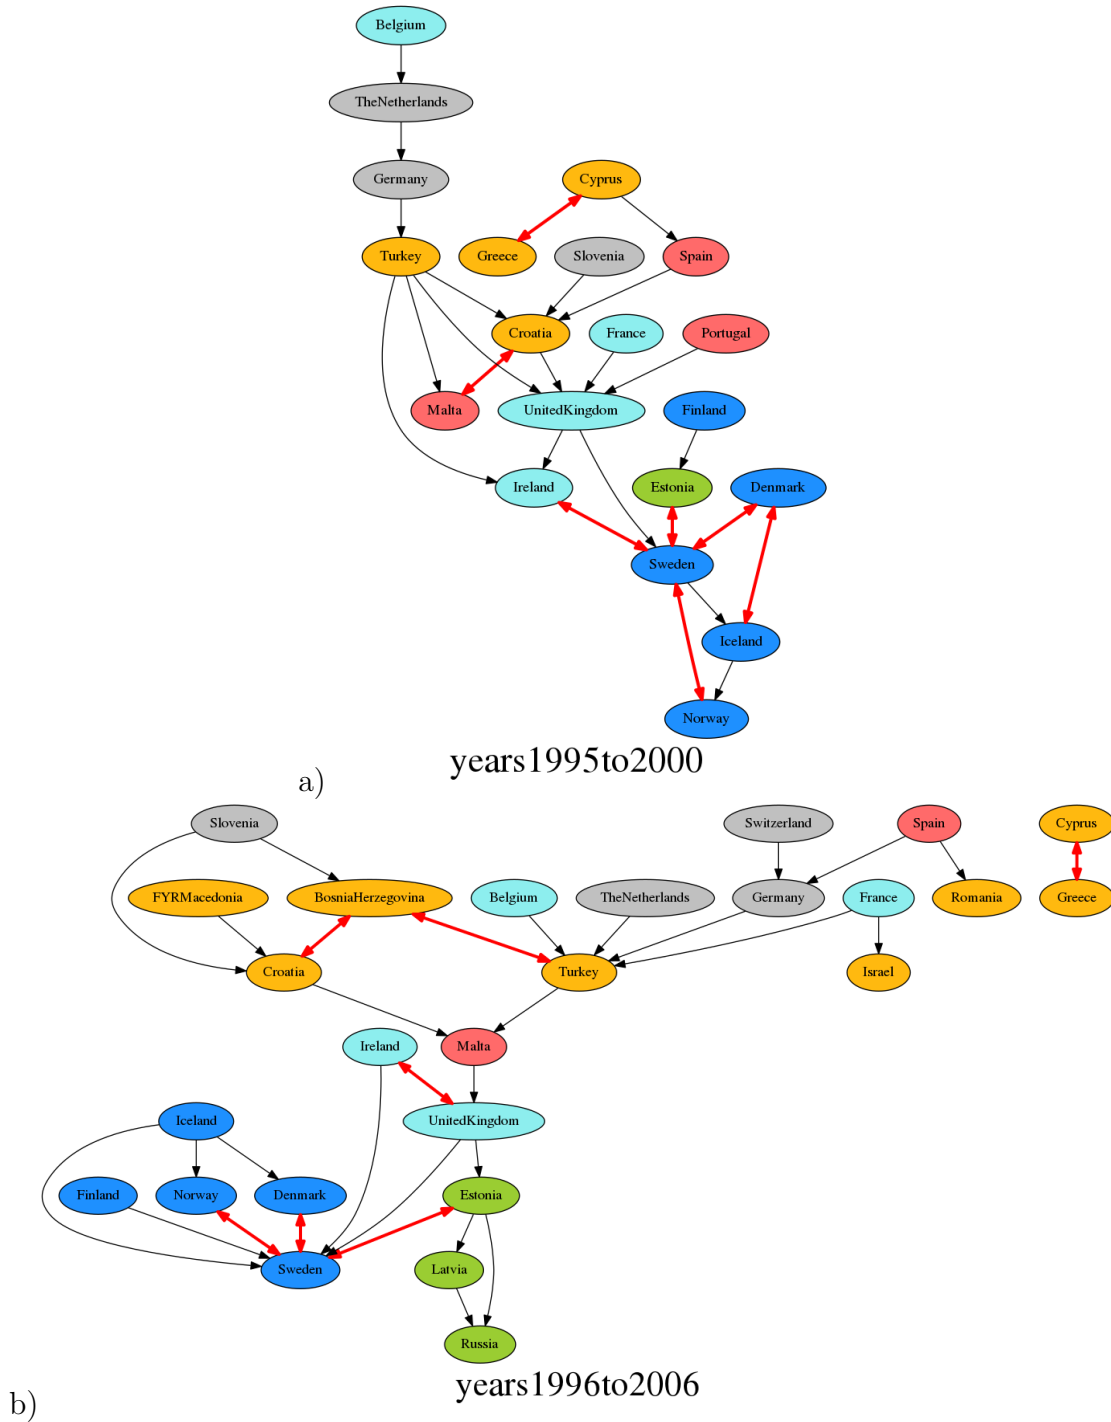 Belgium
TheNetherlands
Germany
Cyprus
Turkey
Greece
Slovenia
Spain
Croatia
France
Portugal
Malta
UnitedKingdom
Finland
Ireland
Estonia
Denmark
Sweden
Iceland
Norway
years1995to2000
a)
Slovenia
Switzerland
Spain
Cyprus
FYRMacedonia
BosniaHerzegovina
Belgium
TheNetherlands
Germany
France
Romania
Greece
Croatia
Turkey
Israel
Ireland
Malta
Iceland
UnitedKingdom
Finland
Norway
Denmark
Estonia
Sweden
Latvia
Russia
years1996to2006
b)